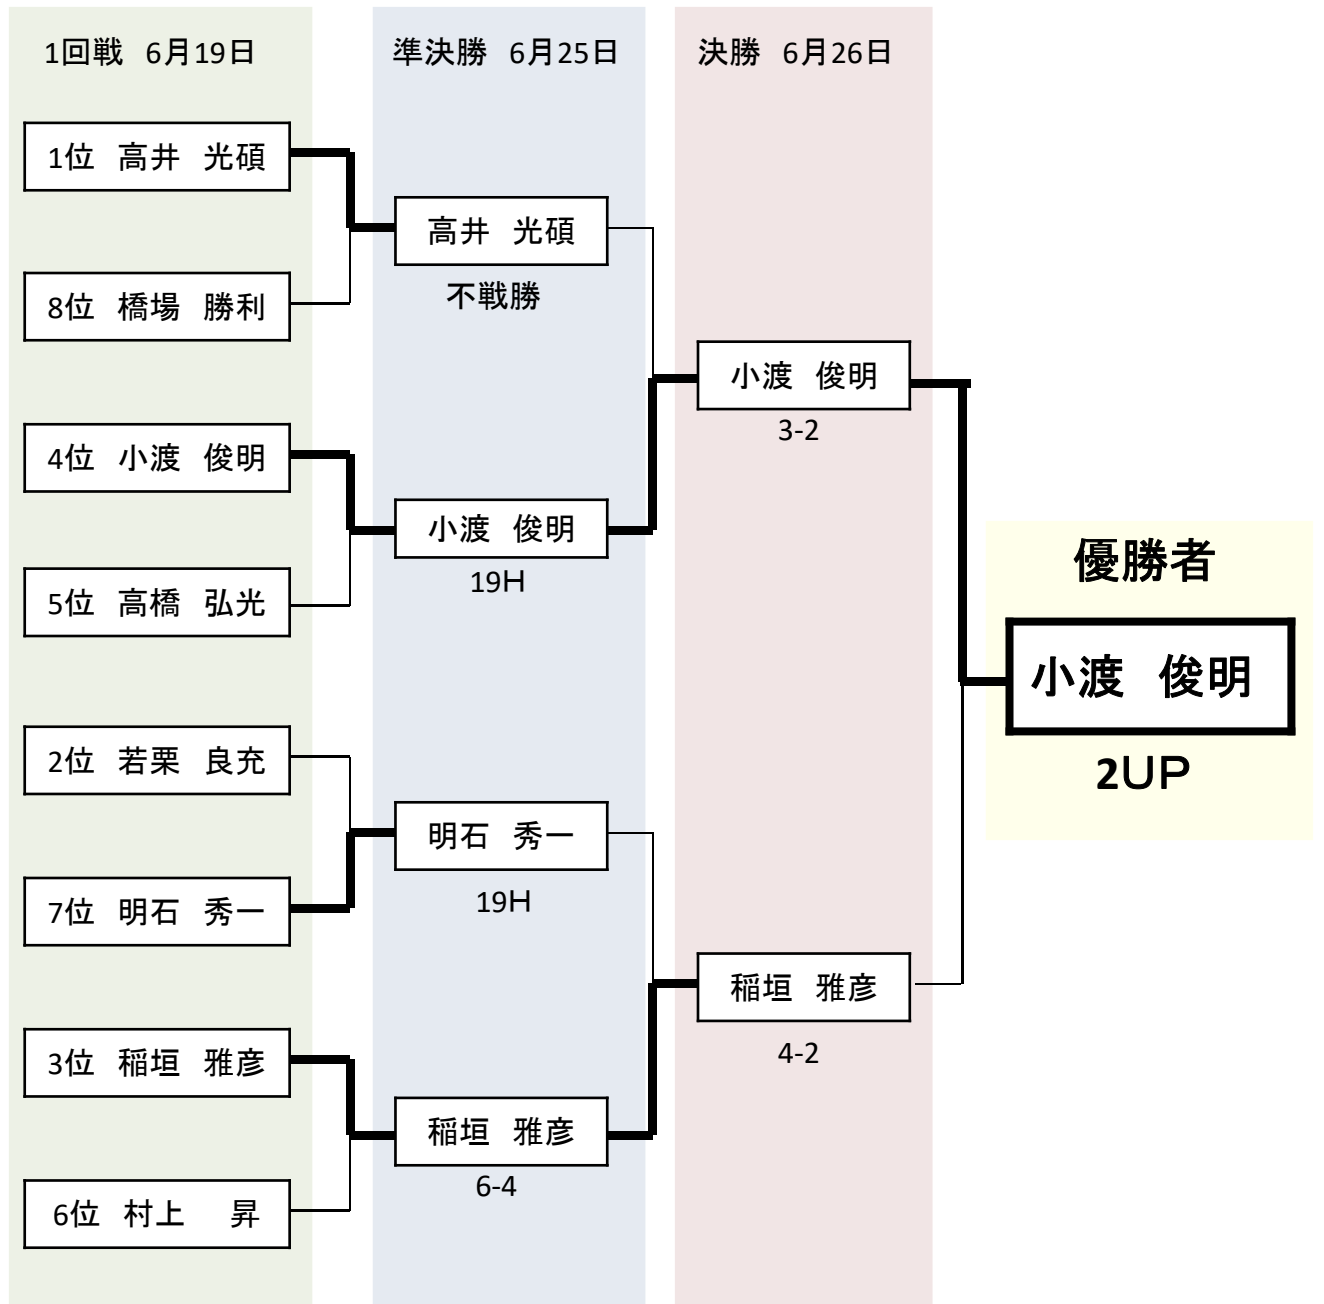 1回戦　6月19日
準決勝　6月25日
決勝　6月26日
1位　高井　光碩
8位　橋場　勝利
4位　小渡　俊明
5位　高橋　弘光
2位　若栗　良充
7位　明石　秀一
3位　稲垣　雅彦
6位　村上　昇
高井　光碩
不戦勝
小渡　俊明
19H
明石　秀一
19H
稲垣　雅彦
6-4
小渡　俊明
3-2
稲垣　雅彦
4-2
優勝者
小渡　俊明
2UP